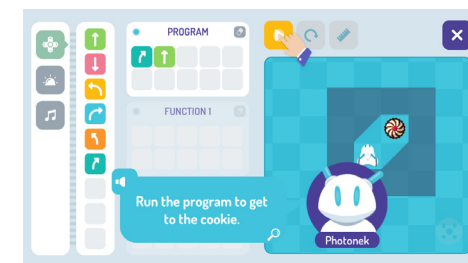 PROGRAM
FUNCTION 1
Run the program to get
to the cookie.
Photonek